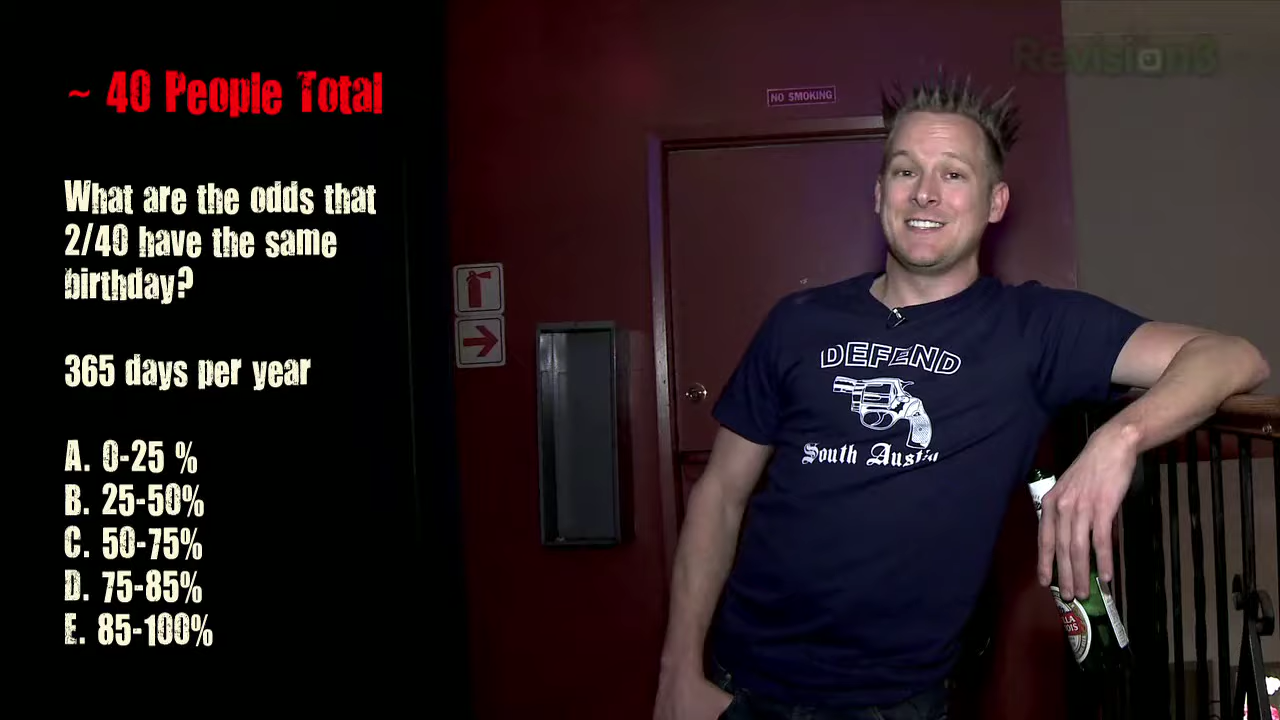 ~ 40 People Total
What are the odds that
2/40 have the same
birthday?
365 days per year
A. 0-25 %
B. 25-50%
C. 50-75%
D. 75-85%
E. 85-100%
Revision3
NO SMOKING
DEFEND
South Austin